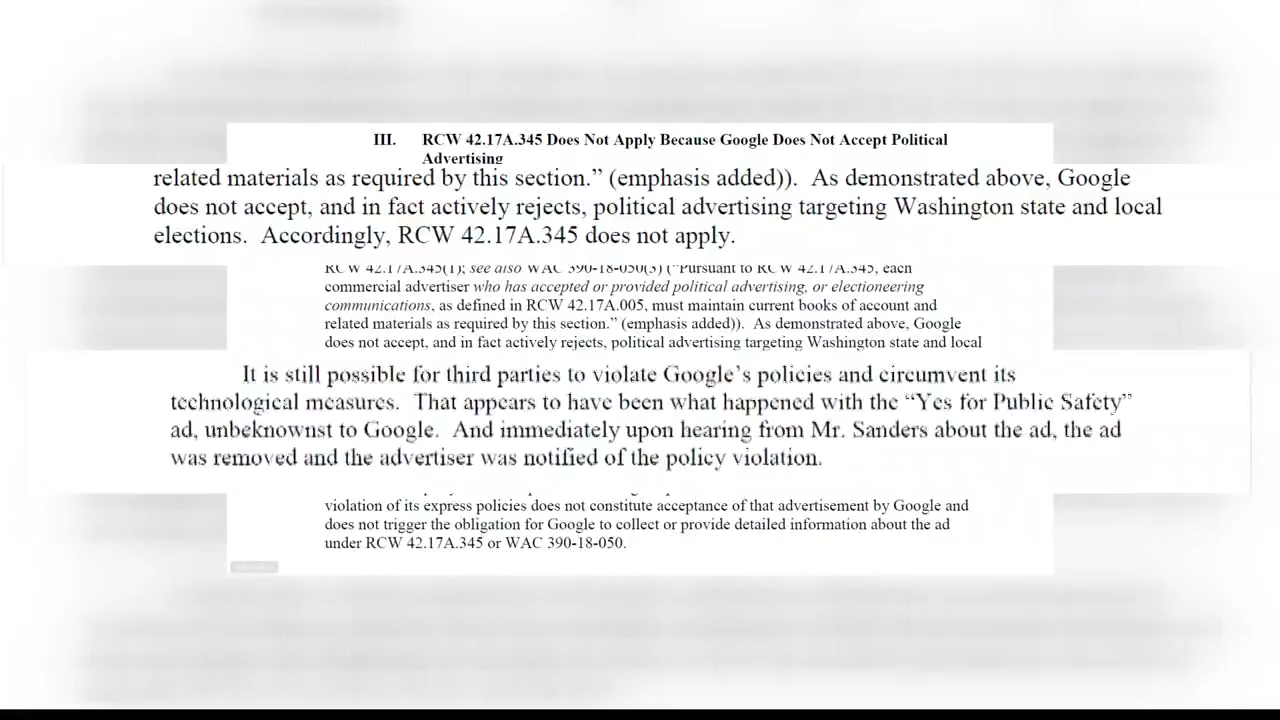 III. RCW 42.17A.345 Does Not Apply Because Google Does Not Accept Political
Advertising
related materials as required by this section.” (emphasis added)).  As demonstrated above, Google
does not accept, and in fact actively rejects, political advertising targeting Washington state and local
elections.  Accordingly, RCW 42.17A.345 does not apply.
RCW 42.17A.345(1); see also WAC 390-18-050(3) (“Pursuant to RCW 42.17A.345, each
commercial advertiser who has accepted or provided political advertising, or electioneering
communications, as defined in RCW 42.17A.005, must maintain current books of account and
related materials as required by this section.” (emphasis added)).  As demonstrated above, Google
does not accept, and in fact actively rejects, political advertising targeting Washington state and local
It is still possible for third parties to violate Google’s policies and circumvent its
technological measures.  That appears to have been what happened with the “Yes for Public Safety”
ad, unbeknownst to Google.  And immediately upon hearing from Mr. Sanders about the ad, the ad
was removed and the advertiser was notified of the policy violation.
violation of its express policies does not constitute acceptance of that advertisement by Google and
does not trigger the obligation for Google to collect or provide detailed information about the ad
under RCW 42.17A.345 or WAC 390-18-050.